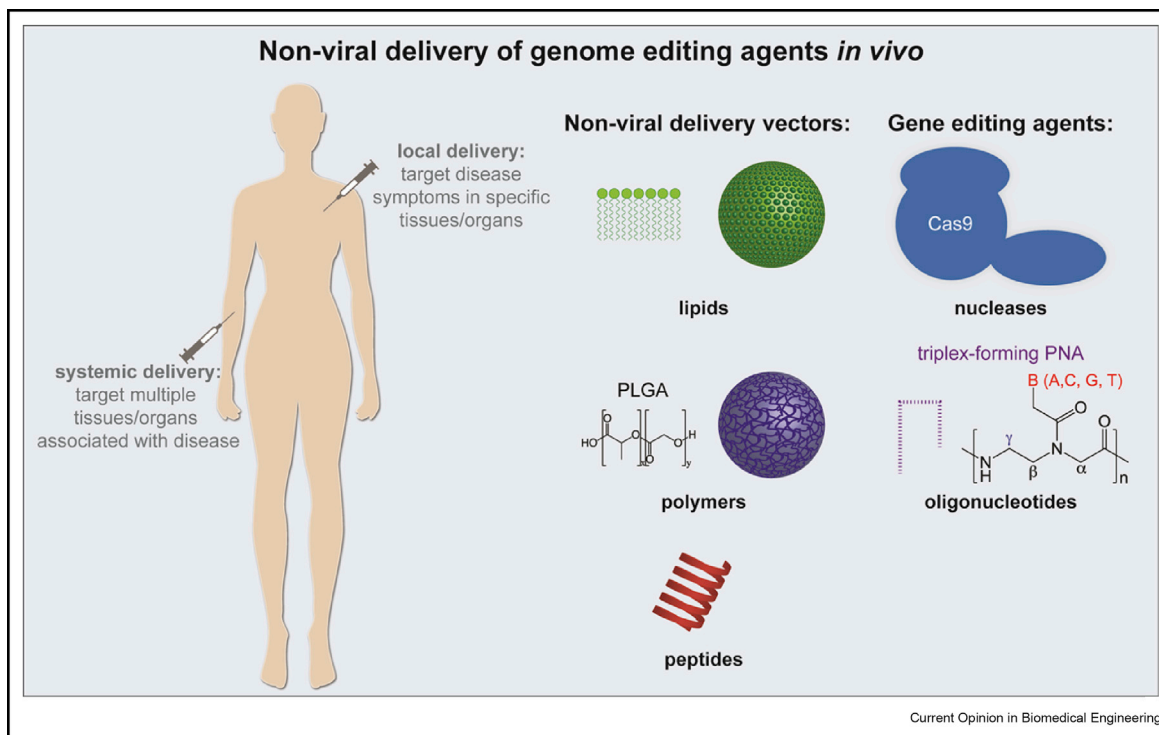 Non-viral delivery of genome editing agents in vivo
local delivery:
target disease
symptoms in specific
tissues/organs
systemic delivery:
target multiple
tissues/organs
associated with disease
Non-viral delivery vectors:
lipids
PLGA
HO
O
O
O
O
H
x
y
polymers
peptides
Gene editing agents:
Cas9
nucleases
triplex-forming PNA
B (A,C, G, T)
O
O
γ
N
N
H
β
α
n
oligonucleotides
Current Opinion in Biomedical Engineering